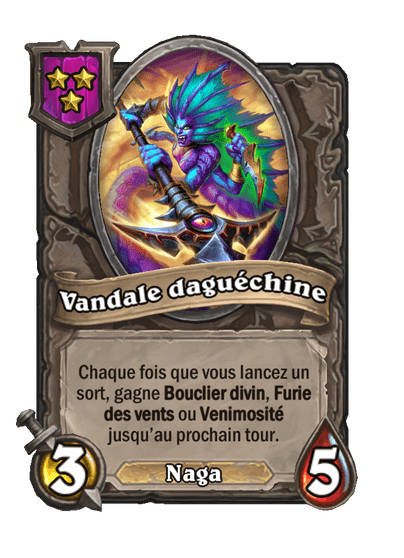 Vandale daguéchine
Chaque fois que vous lancez un
sort, gagne Bouclier divin, Furie
des vents ou Venimosité
jusqu'au prochain tour.
3
Naga
5